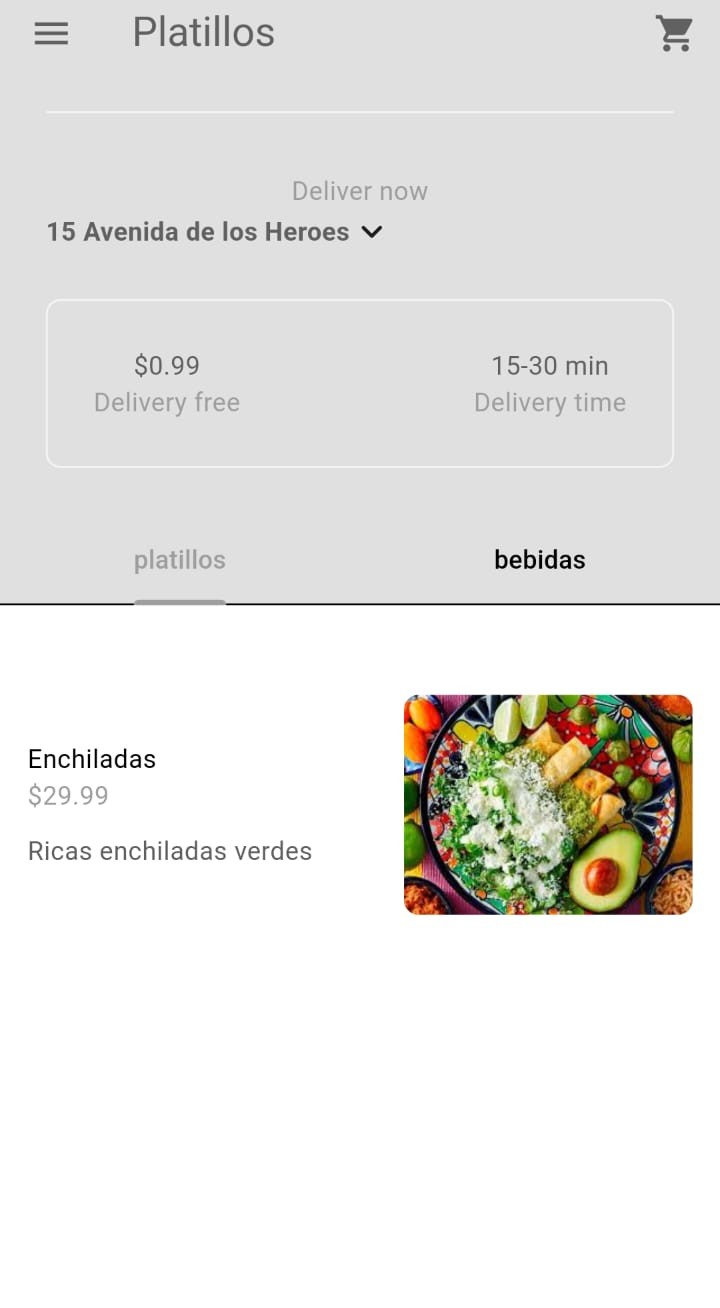 Platillos
Deliver now
15 Avenida de los Heroes
$0.99 15-30 min
Delivery free Delivery time
platillos bebidas
Enchiladas
$29.99
Ricas enchiladas verdes